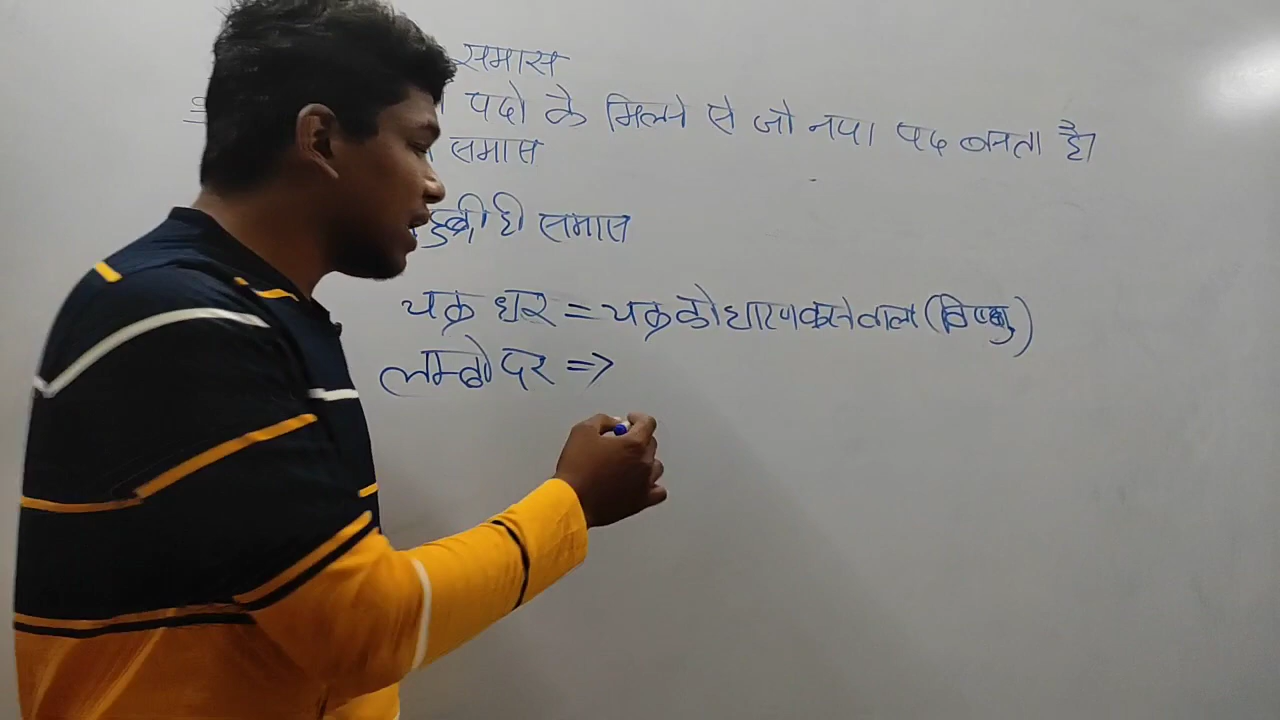 समास
पदो के मिलने से जो नया पद बनता है।
समास
हुब्रीही समास
चक्र धर = चक्र को धारण करने वाला (विष्णु)
लम्बोदर =>